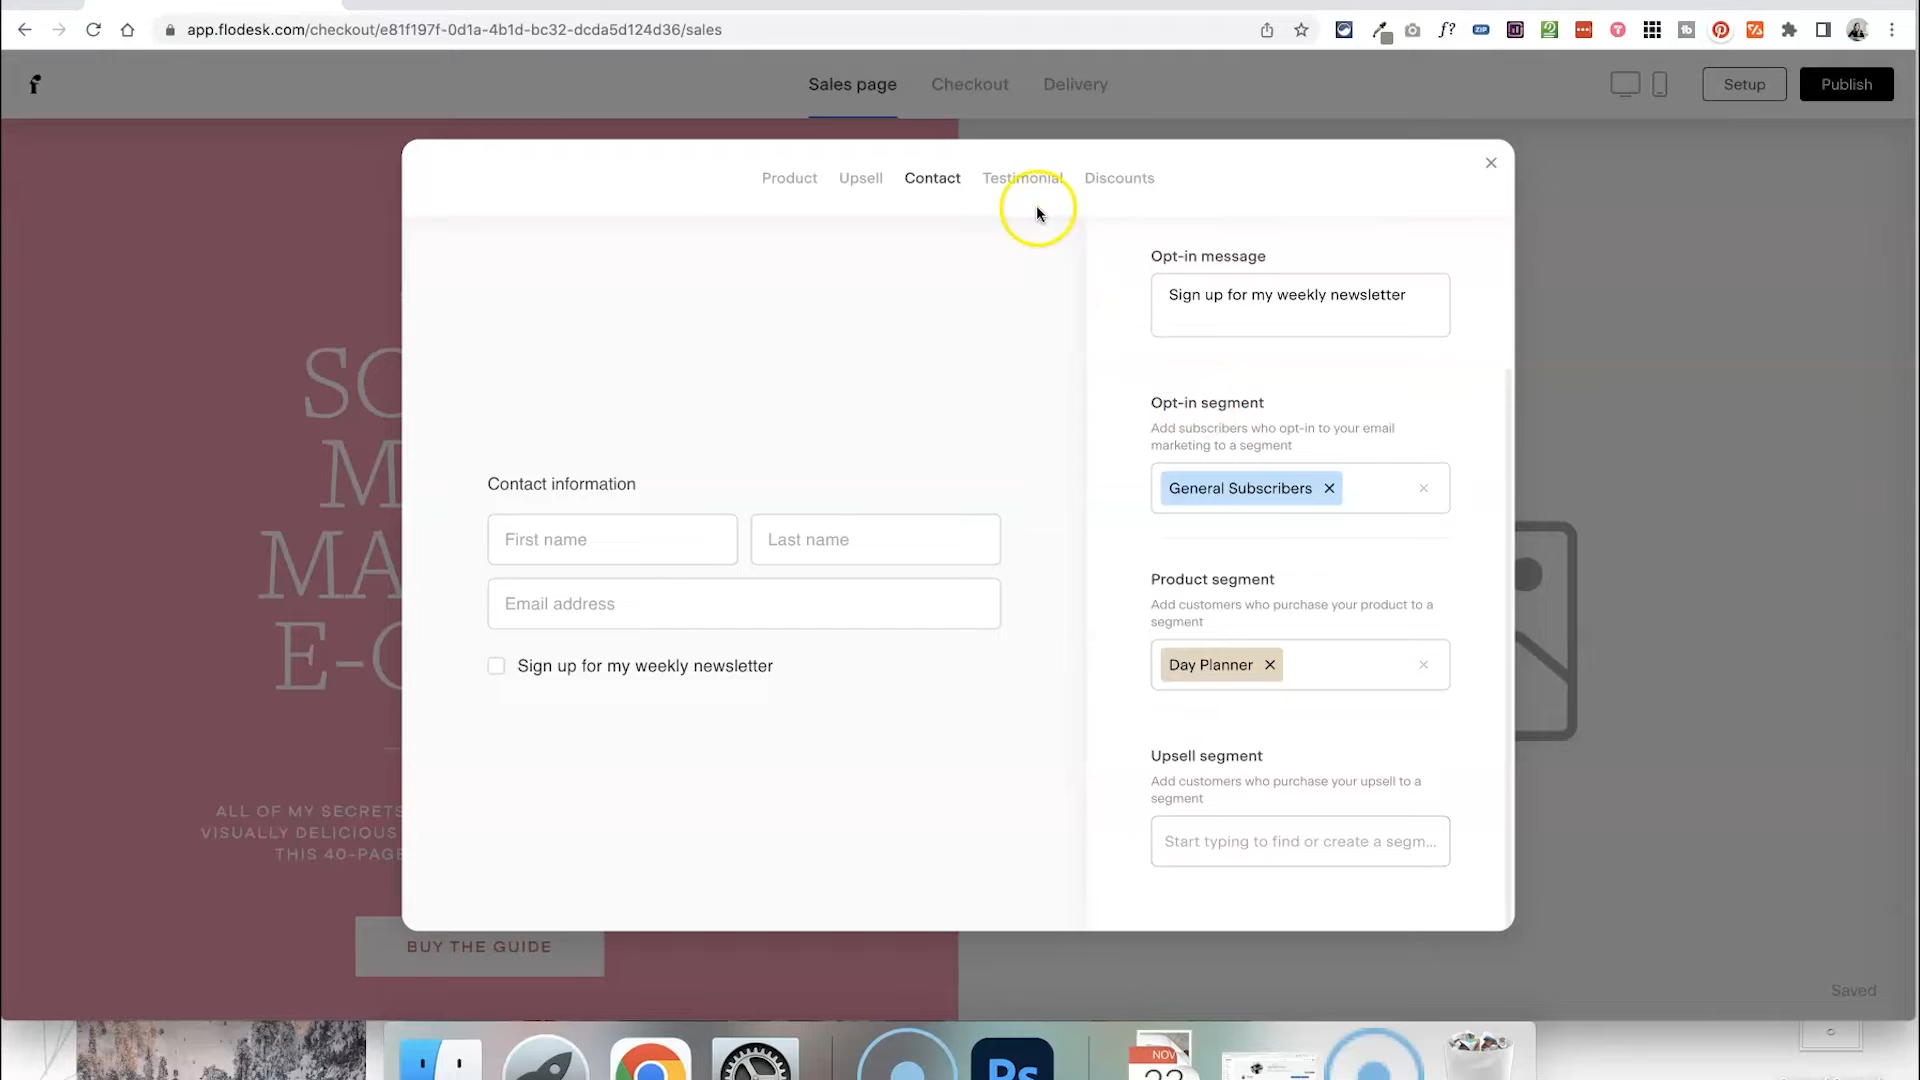 app.flodesk.com/checkout/e81f197f-0d1a-4b1d-bc32-dcda5d124d36/sales
f?
ZIP
Sales page
Checkout
Delivery
Setup
Publish
Product
Upsell
Contact
Testimonial
Discounts
Opt-in message
Sign up for my weekly newsletter
Opt-in segment
Add subscribers who opt-in to your email
marketing to a segment
General Subscribers
Product segment
Add customers who purchase your product to a
segment
Day Planner
Upsell segment
Add customers who purchase your upsell to a
segment
Start typing to find or create a segm...
Contact information
First name
Last name
Email address
Sign up for my weekly newsletter
ALL OF MY SECRETS
VISUALLY DELICIOUS
THIS 40-PAGE
BUY THE GUIDE
Saved
Ps
NOV